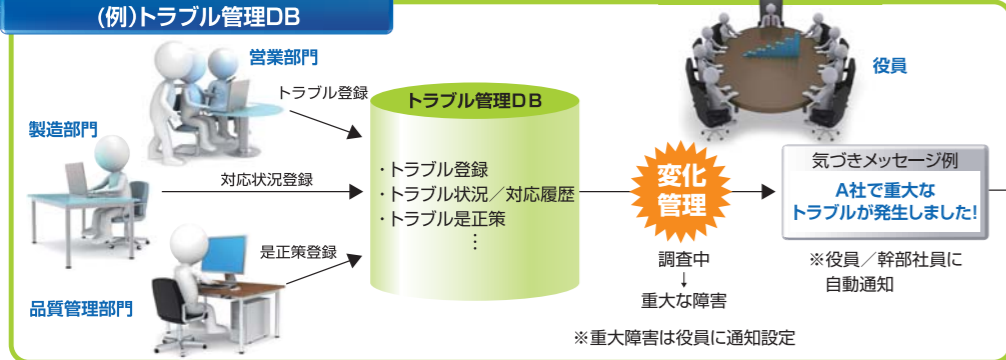 (例)トラブル管理DB
営業部門
トラブル登録
製造部門
対応状況登録
是正策登録
品質管理部門
トラブル管理DB
・トラブル登録
・トラブル状況／対応履歴
・トラブル是正策
⋮
変化
管理
調査中
↓
重大な障害
※重大障害は役員に通知設定
役員
気づきメッセージ例
A社で重大な
トラブルが発生しました!
※役員／幹部社員に
自動通知